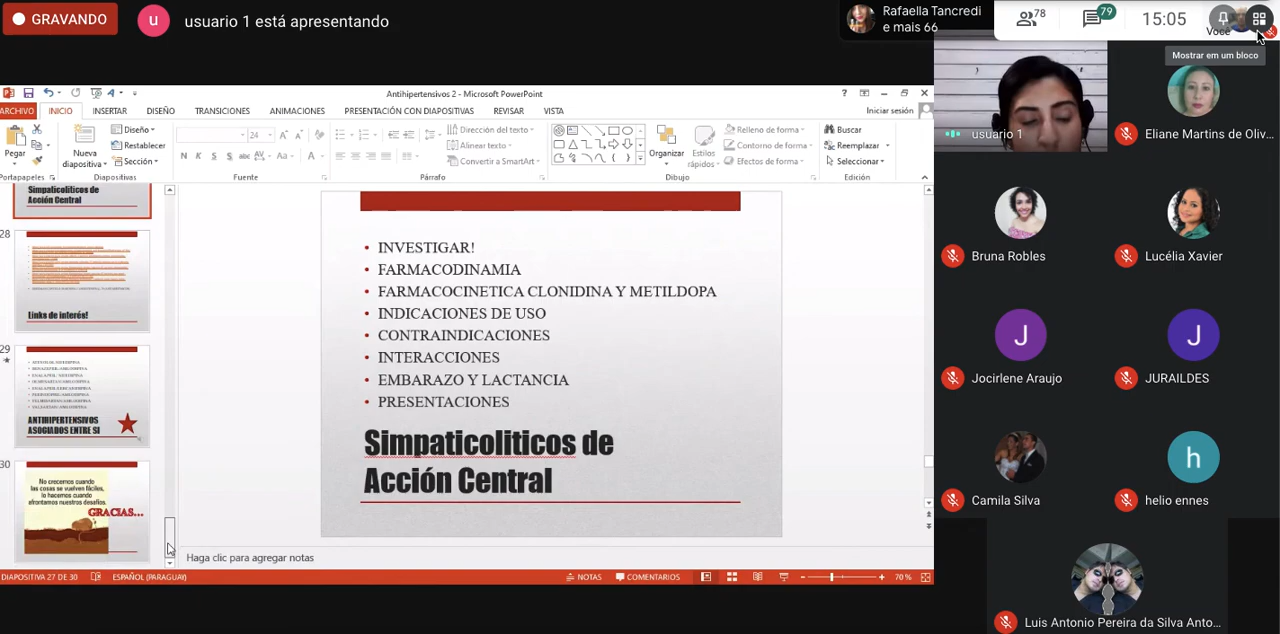 GRAVANDO
u
usuario 1 está apresentando
Rafaella Tancredi
e mais 66
78
79
15:05
Você
Mostrar em um bloco
Antihipertensivos 2 - Microsoft PowerPoint
?
ARCHIVO INICIO INSERTAR DISEÑO TRANSICIONES ANIMACIONES PRESENTACIÓN CON DIAPOSITIVAS REVISAR VISTA
Iniciar sesión
Pegar
Nueva
diapositiva
Diseño
Restablecer
Sección
24
N K S S abc AV Aa A
Dirección del texto
Alinear texto
Convertir a SmartArt
Organizar
Estilos
rápidos
Relleno de forma
Contorno de forma
Efectos de forma
Buscar
Reemplazar
Seleccionar
Portapapeles
Diapositivas
Fuente
Párrafo
Dibujo
Edición
Simpaticolíticos de
Acción Central
28
Links de interés!
29
ANTIHIPERTENSIVOS
ASOCIADOS ENTRE SI
30
No crecemos cuando
las cosas se vuelven fáciles,
lo hacemos cuando
afrontamos nuestros desafíos.
GRACIAS...
• INVESTIGAR!
• FARMACODINAMIA
• FARMACOCINETICA CLONIDINA Y METILDOPA
• INDICACIONES DE USO
• CONTRAINDICACIONES
• INTERACCIONES
• EMBARAZO Y LACTANCIA
• PRESENTACIONES
Simpaticoliticos de
Acción Central
Haga clic para agregar notas
DIAPOSITIVA 27 DE 30
ESPAÑOL (PARAGUAY)
NOTAS
COMENTARIOS
70 %
usuario 1
Eliane Martins de Oliv...
Bruna Robles
Lucélia Xavier
J
Jocirlene Araujo
J
JURAILDES
Camila Silva
h
helio ennes
Luis Antonio Pereira da Silva Anto...